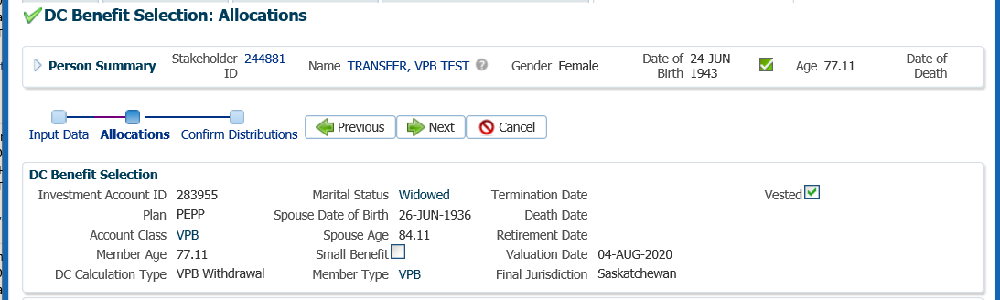 DC Benefit Selection: Allocations
Person Summary Stakeholder ID 244881 Name TRANSFER, VPB TEST Gender Female Date of Birth 24-JUN-1943 Age 77.11 Date of Death
Input Data Allocations Confirm Distributions Previous Next Cancel
DC Benefit Selection
Investment Account ID 283955 Marital Status Widowed Termination Date Vested
Plan PEPP Spouse Date of Birth 26-JUN-1936 Death Date
Account Class VPB Spouse Age 84.11 Retirement Date
Member Age 77.11 Small Benefit Valuation Date 04-AUG-2020
DC Calculation Type VPB Withdrawal Member Type VPB Final Jurisdiction Saskatchewan